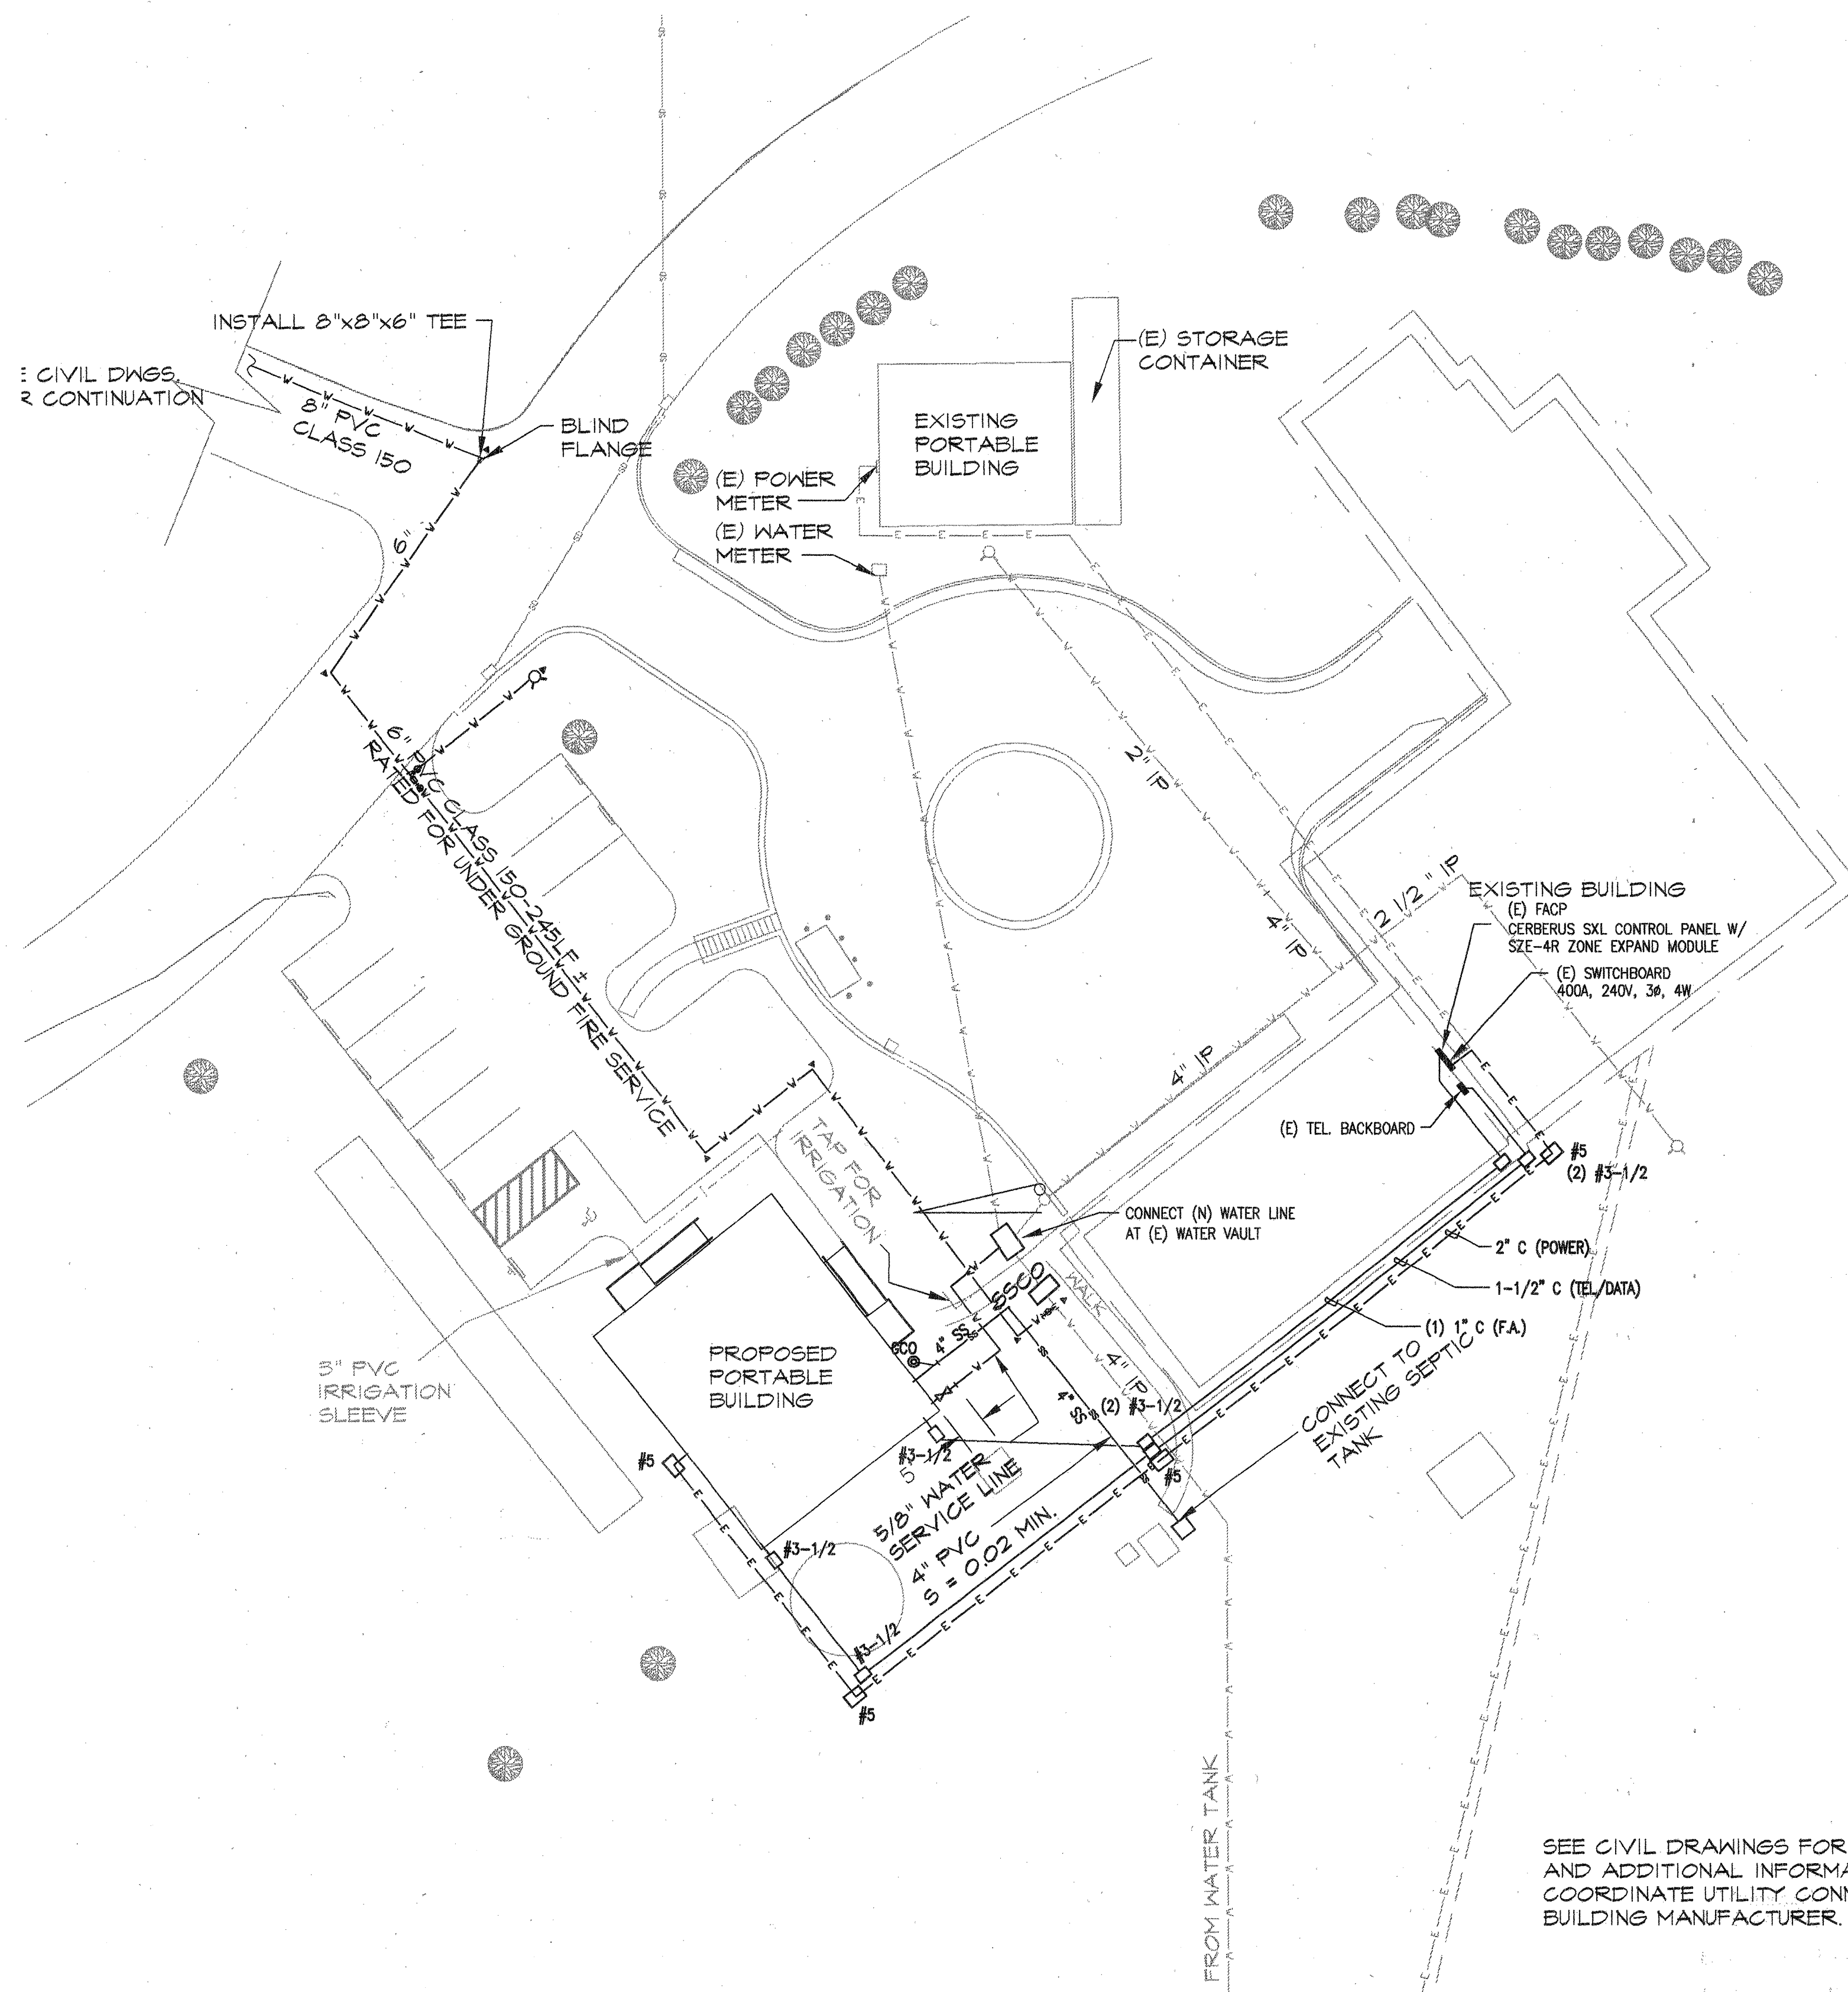 INSTALL 8"x8"x6" TEE
E CIVIL DWGS.
R CONTINUATION
8" PVC
CLASS 150
BLIND
FLANGE
6"
(E) STORAGE
CONTAINER
EXISTING
PORTABLE
BUILDING
(E) POWER
METER
(E) WATER
METER
6" PVC CLASS 150-245LF ±
RATED FOR UNDER GROUND FIRE SERVICE
2" IP
4" IP
2 1/2" IP
4" IP
EXISTING BUILDING
(E) FACP
CERBERUS SXL CONTROL PANEL W/
SZE-4R ZONE EXPAND MODULE
(E) SWITCHBOARD
400A, 240V, 3ø, 4W
(E) TEL. BACKBOARD
#5
(2) #3-1/2
TAP FOR
IRRIGATION
CONNECT (N) WATER LINE
AT (E) WATER VAULT
2" C (POWER)
1-1/2" C (TEL/DATA)
(1) 1" C (F.A.)
SSCO
WALK
GCO
4" SS
4" IP
4" SS
(2) #3-1/2
#5
CONNECT TO
EXISTING SEPTIC
TANK
PROPOSED
PORTABLE
BUILDING
3" PVC
IRRIGATION
SLEEVE
#3-1/2
5
5/8" WATER
SERVICE LINE
4" PVC
S = 0.02 MIN.
#5
#3-1/2
#3-1/2
#5
FROM WATER TANK
SEE CIVIL DRAWINGS FOR
AND ADDITIONAL INFORMA
COORDINATE UTILITY CONN
BUILDING MANUFACTURER.